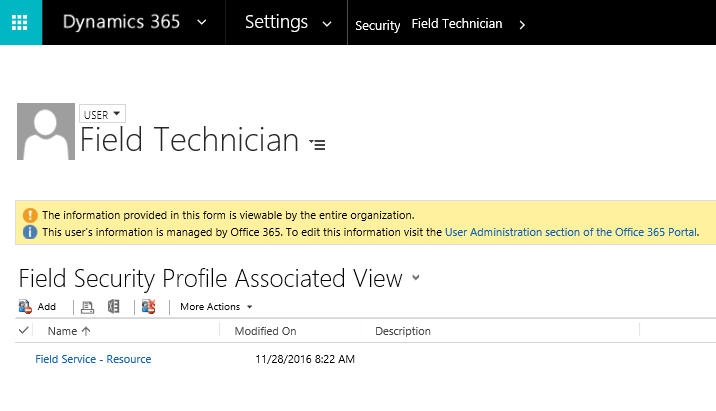 Dynamics 365 Settings Security Field Technician
USER
Field Technician
The information provided in this form is viewable by the entire organization.
This user's information is managed by Office 365. To edit this information visit the User Administration section of the Office 365 Portal.
Field Security Profile Associated View
Add More Actions
Name Modified On Description
Field Service - Resource 11/28/2016 8:22 AM